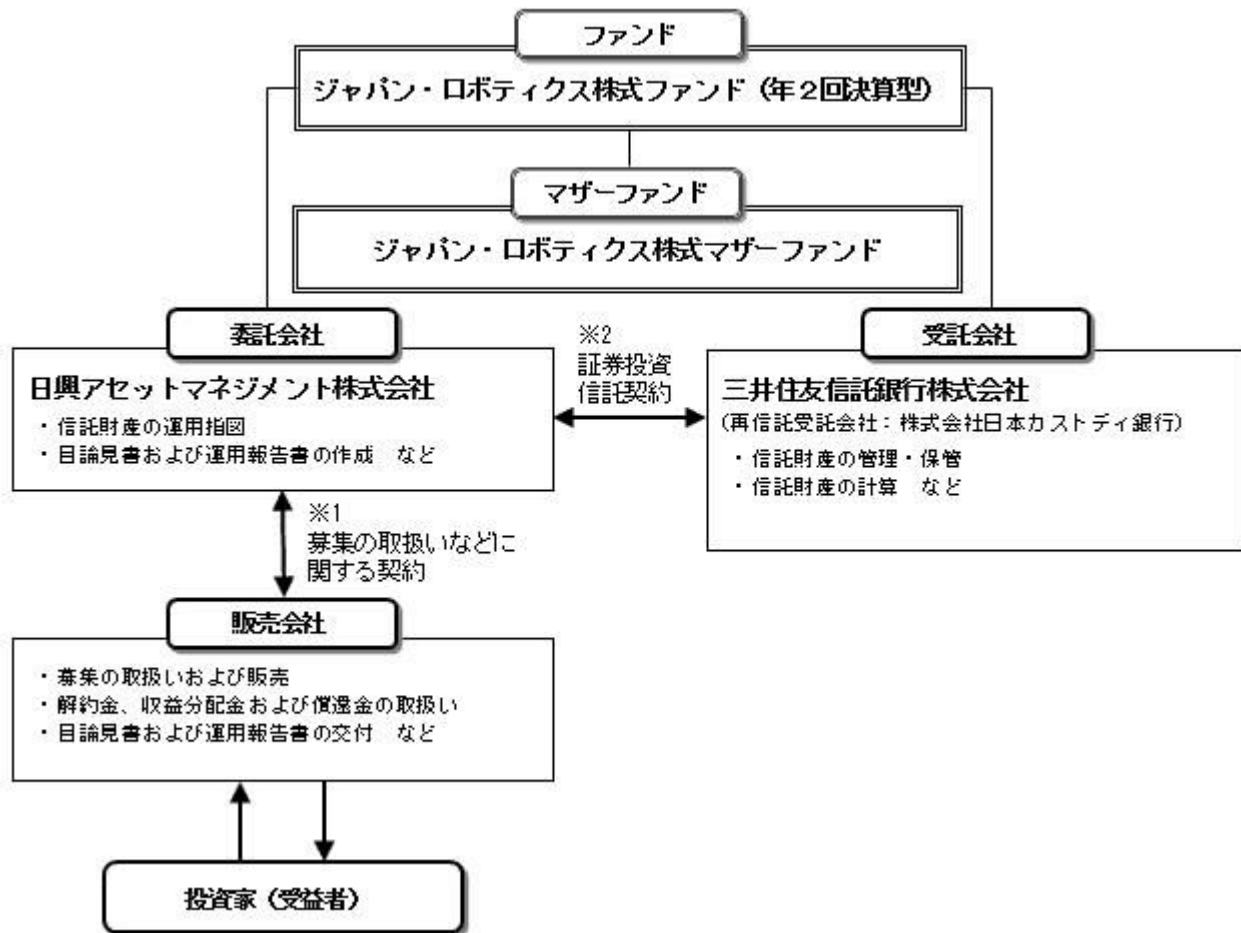 ファンド
ジャパン・ロボティクス株式ファンド(年2回決算型)
マザーファンド
ジャパン・ロボティクス株式マザーファンド
委託会社
日興アセットマネジメント株式会社
・信託財産の運用指図
・目論見書および運用報告書の作成 など
※2
証券投資
信託契約
受託会社
三井住友信託銀行株式会社
(再信託受託会社:株式会社日本カストディ銀行)
・信託財産の管理・保管
・信託財産の計算 など
※1
募集の取扱いなどに
関する契約
販売会社
・募集の取扱いおよび販売
・解約金、収益分配金および償還金の取扱い
・目論見書および運用報告書の交付 など
投資家(受益者)